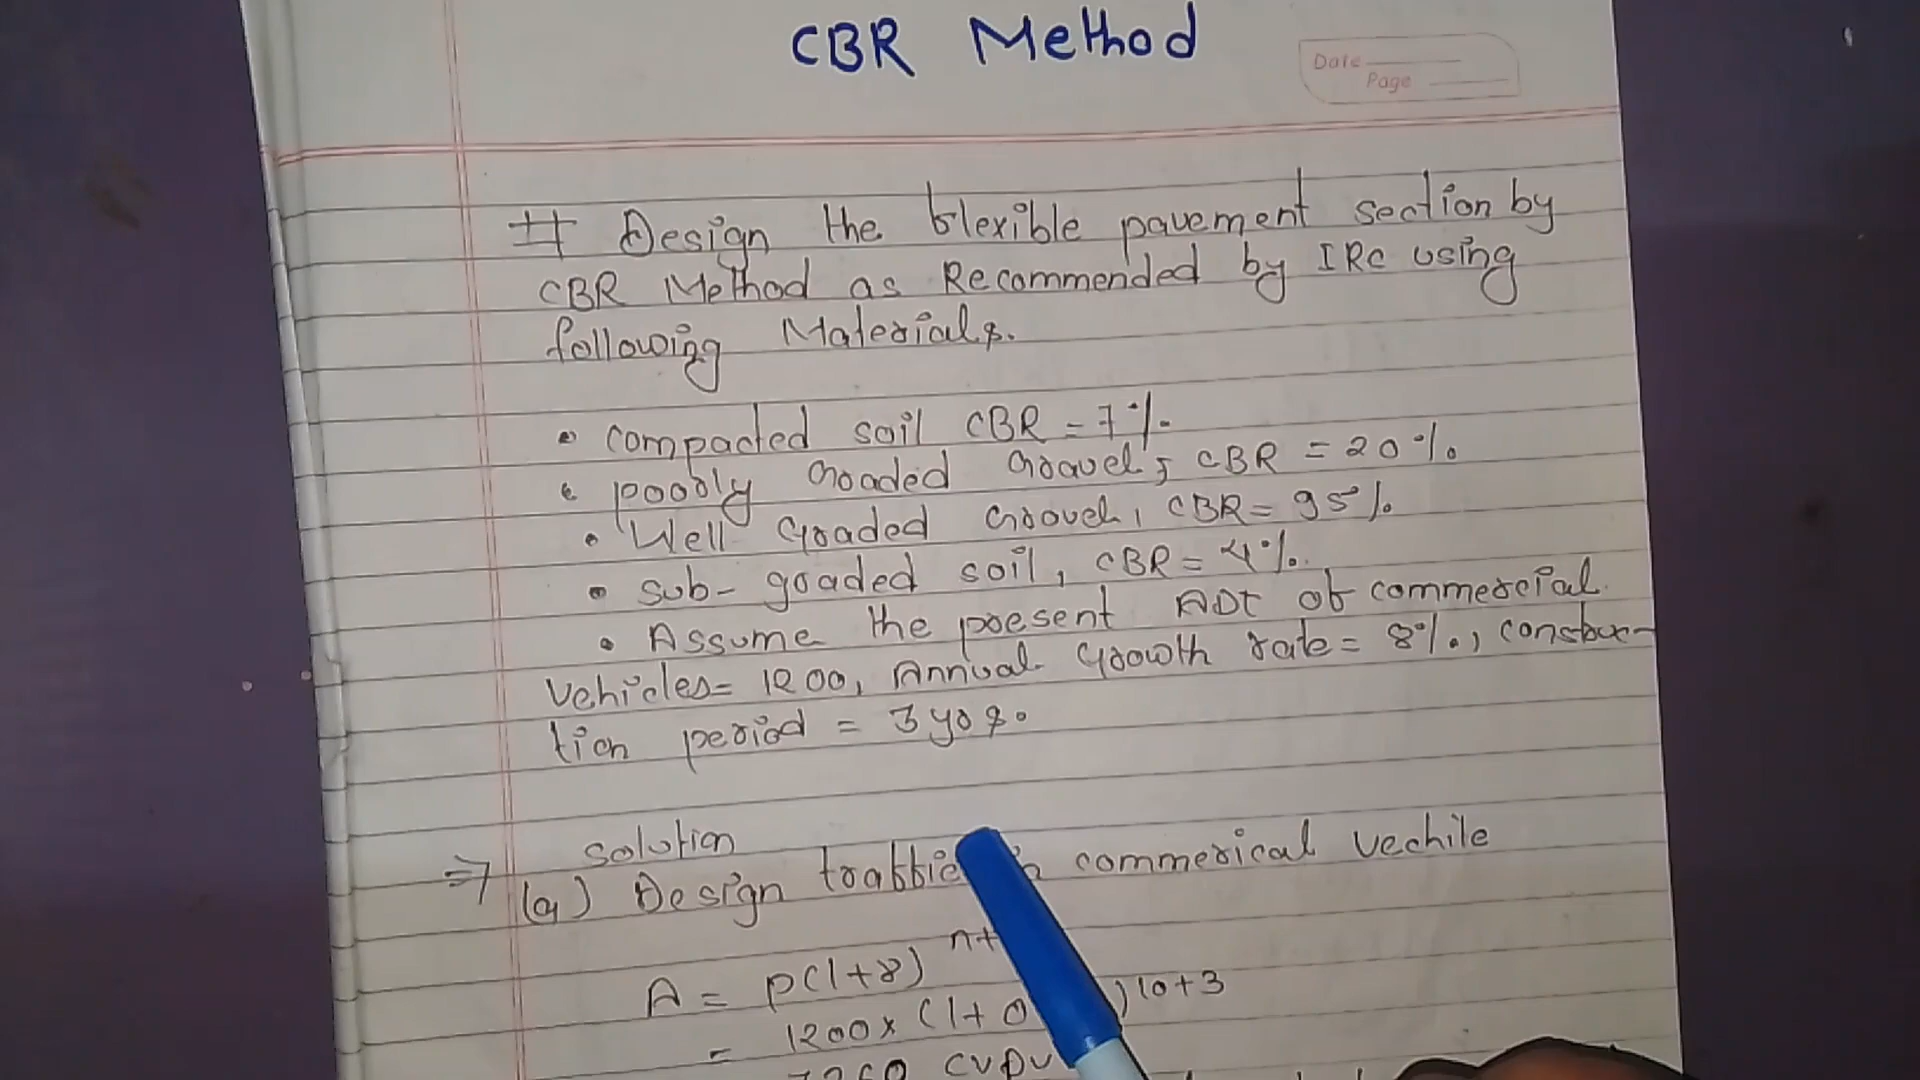 CBR Method
Date
Page
# Design the flexible pavement section by
CBR Method as Recommended by IRC using
following Materials.
• compacted soil CBR = 7%.
• poorly Graded Gravel, CBR = 20%.
• Well Graded Gravel, CBR = 95%.
• sub-graded soil, CBR = 4%.
• Assume the present ADT of commercial
vehicles = 1200, Annual Growth rate = 8%, construc-
tion period = 3 yrs.
solution
⇒ (a) Design traffic commerical vechile
A = P(1+r) n+
= 1200 x (1+0 ) 10+3
CVPD